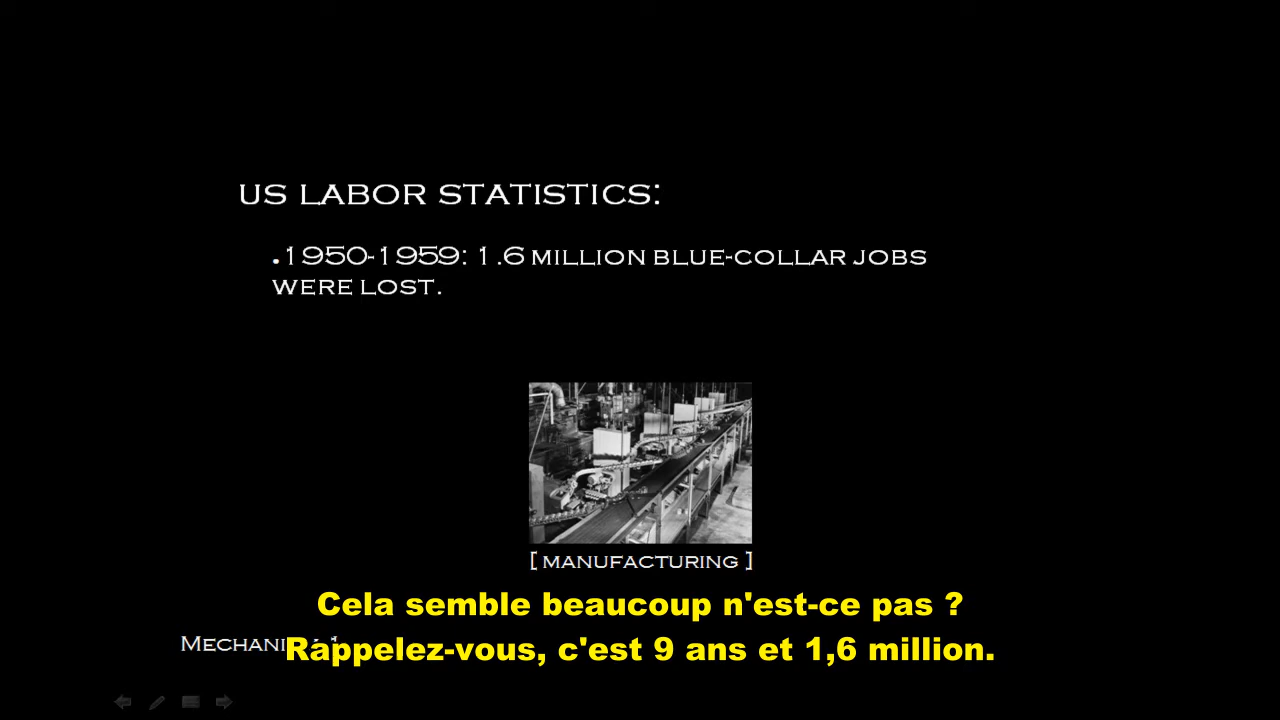 US LABOR STATISTICS:
•1950-1959: 1.6 MILLION BLUE-COLLAR JOBS
WERE LOST.
[ MANUFACTURING ]
Cela semble beaucoup n'est-ce pas ?
Rappelez-vous, c'est 9 ans et 1,6 million.